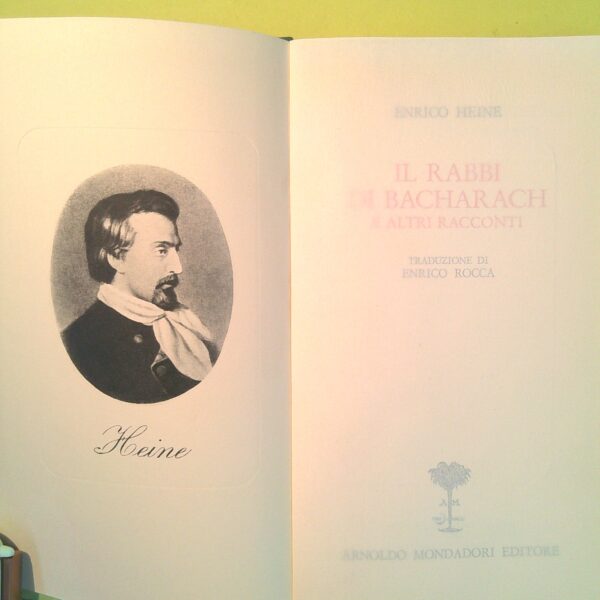 Heine
ENRICO HEINE
IL RABBI
DI BACHARACH
E ALTRI RACCONTI
TRADUZIONE DI
ENRICO ROCCA
A M
ARNOLDO MONDADORI EDITORE